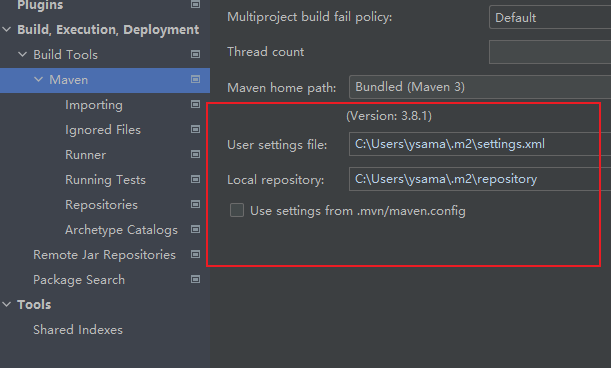 Plugins
Build, Execution, Deployment
Build Tools
Maven
Importing
Ignored Files
Runner
Running Tests
Repositories
Archetype Catalogs
Remote Jar Repositories
Package Search
Tools
Shared Indexes
Multiproject build fail policy:
Default
Thread count
Maven home path:
Bundled (Maven 3)
(Version: 3.8.1)
User settings file:
C:\Users\ysama\.m2\settings.xml
Local repository:
C:\Users\ysama\.m2\repository
Use settings from .mvn/maven.config